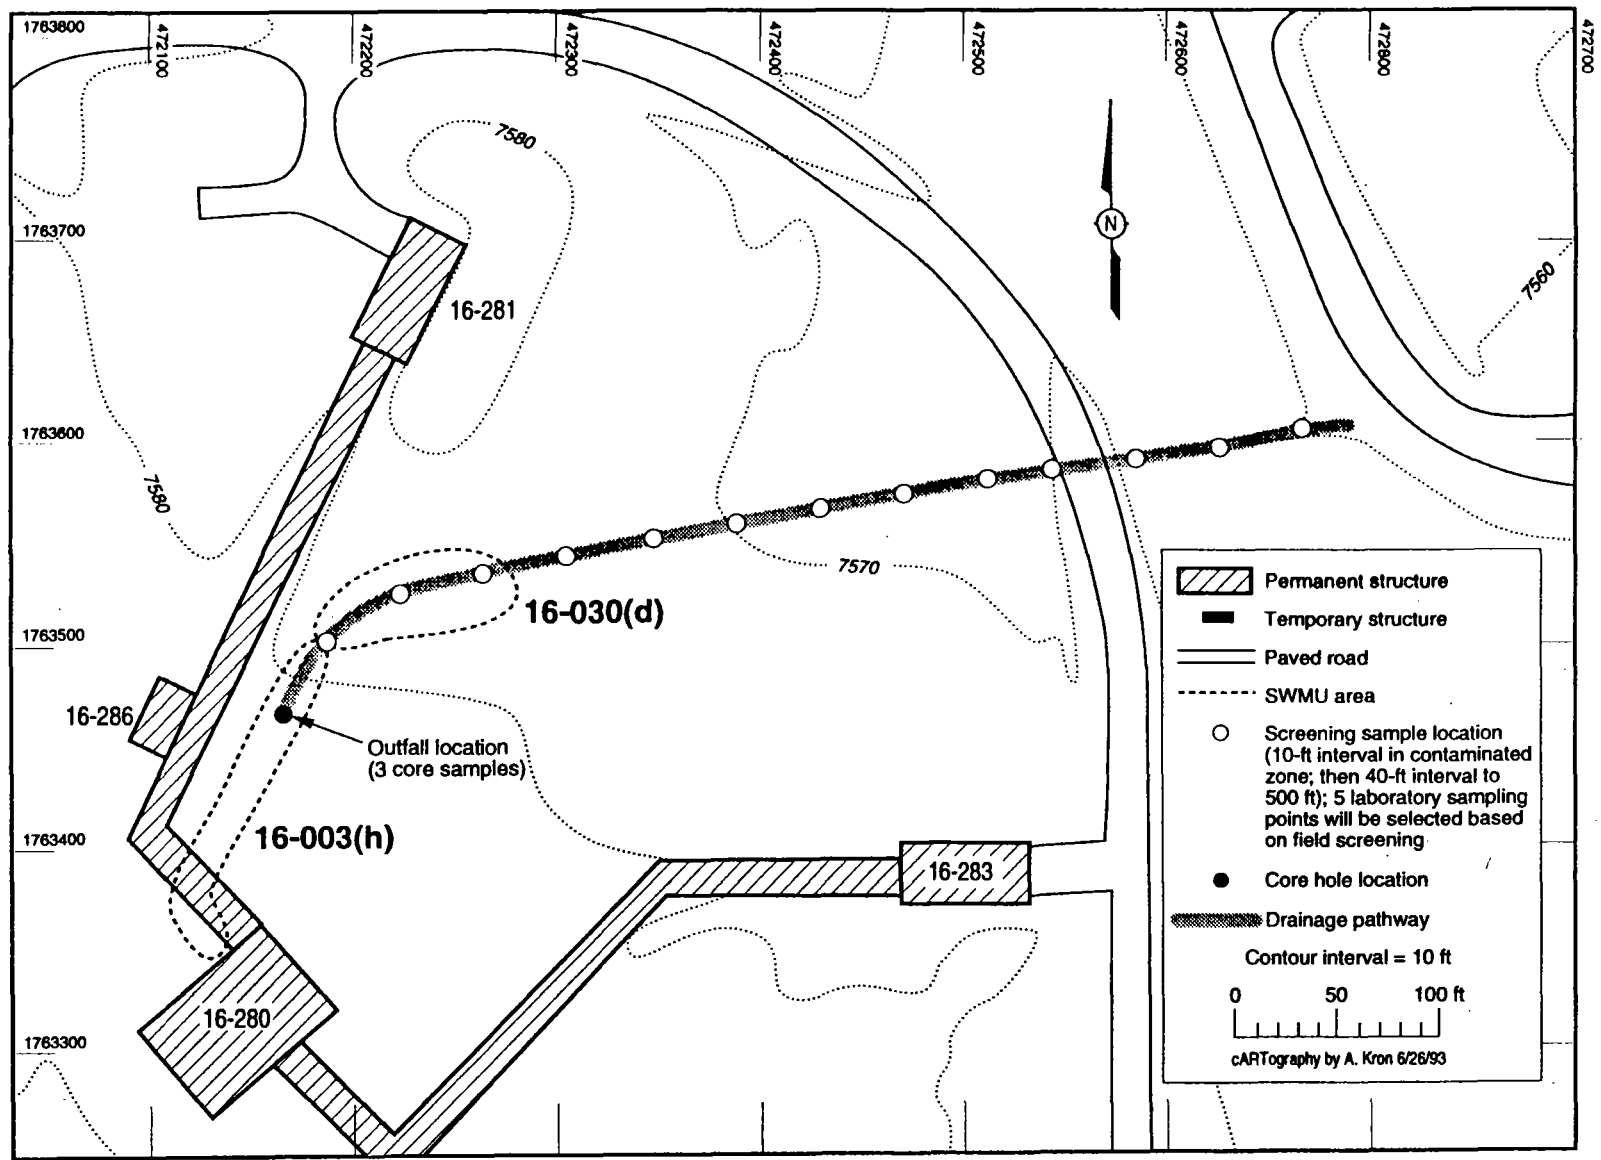 1763800
472100
472200
472300
472400
472500
472600
472800
472700
7580
1763700
16-281
7560
1763600
7580
7570
16-030(d)
1763500
16-286
Outfall location
(3 core samples)
16-003(h)
1763400
16-283
16-280
1763300
Permanent structure
Temporary structure
Paved road
SWMU area
Screening sample location
(10-ft interval in contaminated
zone; then 40-ft interval to
500 ft); 5 laboratory sampling
points will be selected based
on field screening
Core hole location
Drainage pathway
Contour interval = 10 ft
0 50 100 ft
cARTography by A. Kron 6/26/93
N